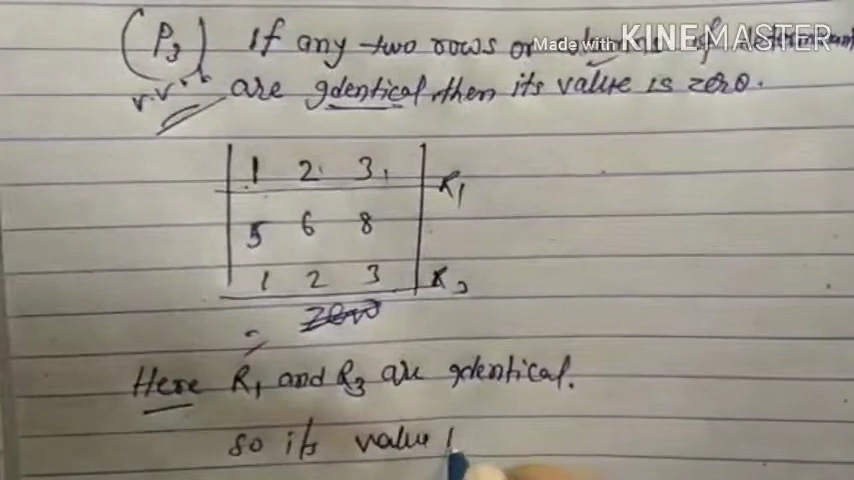 (P3) If any two rows or of
v.v. are identical then its value is zero.
1 2 3 R1
5 6 8
1 2 3 R3
=
Here R1 and R3 are identical.
so its value
Made with KINEMASTER